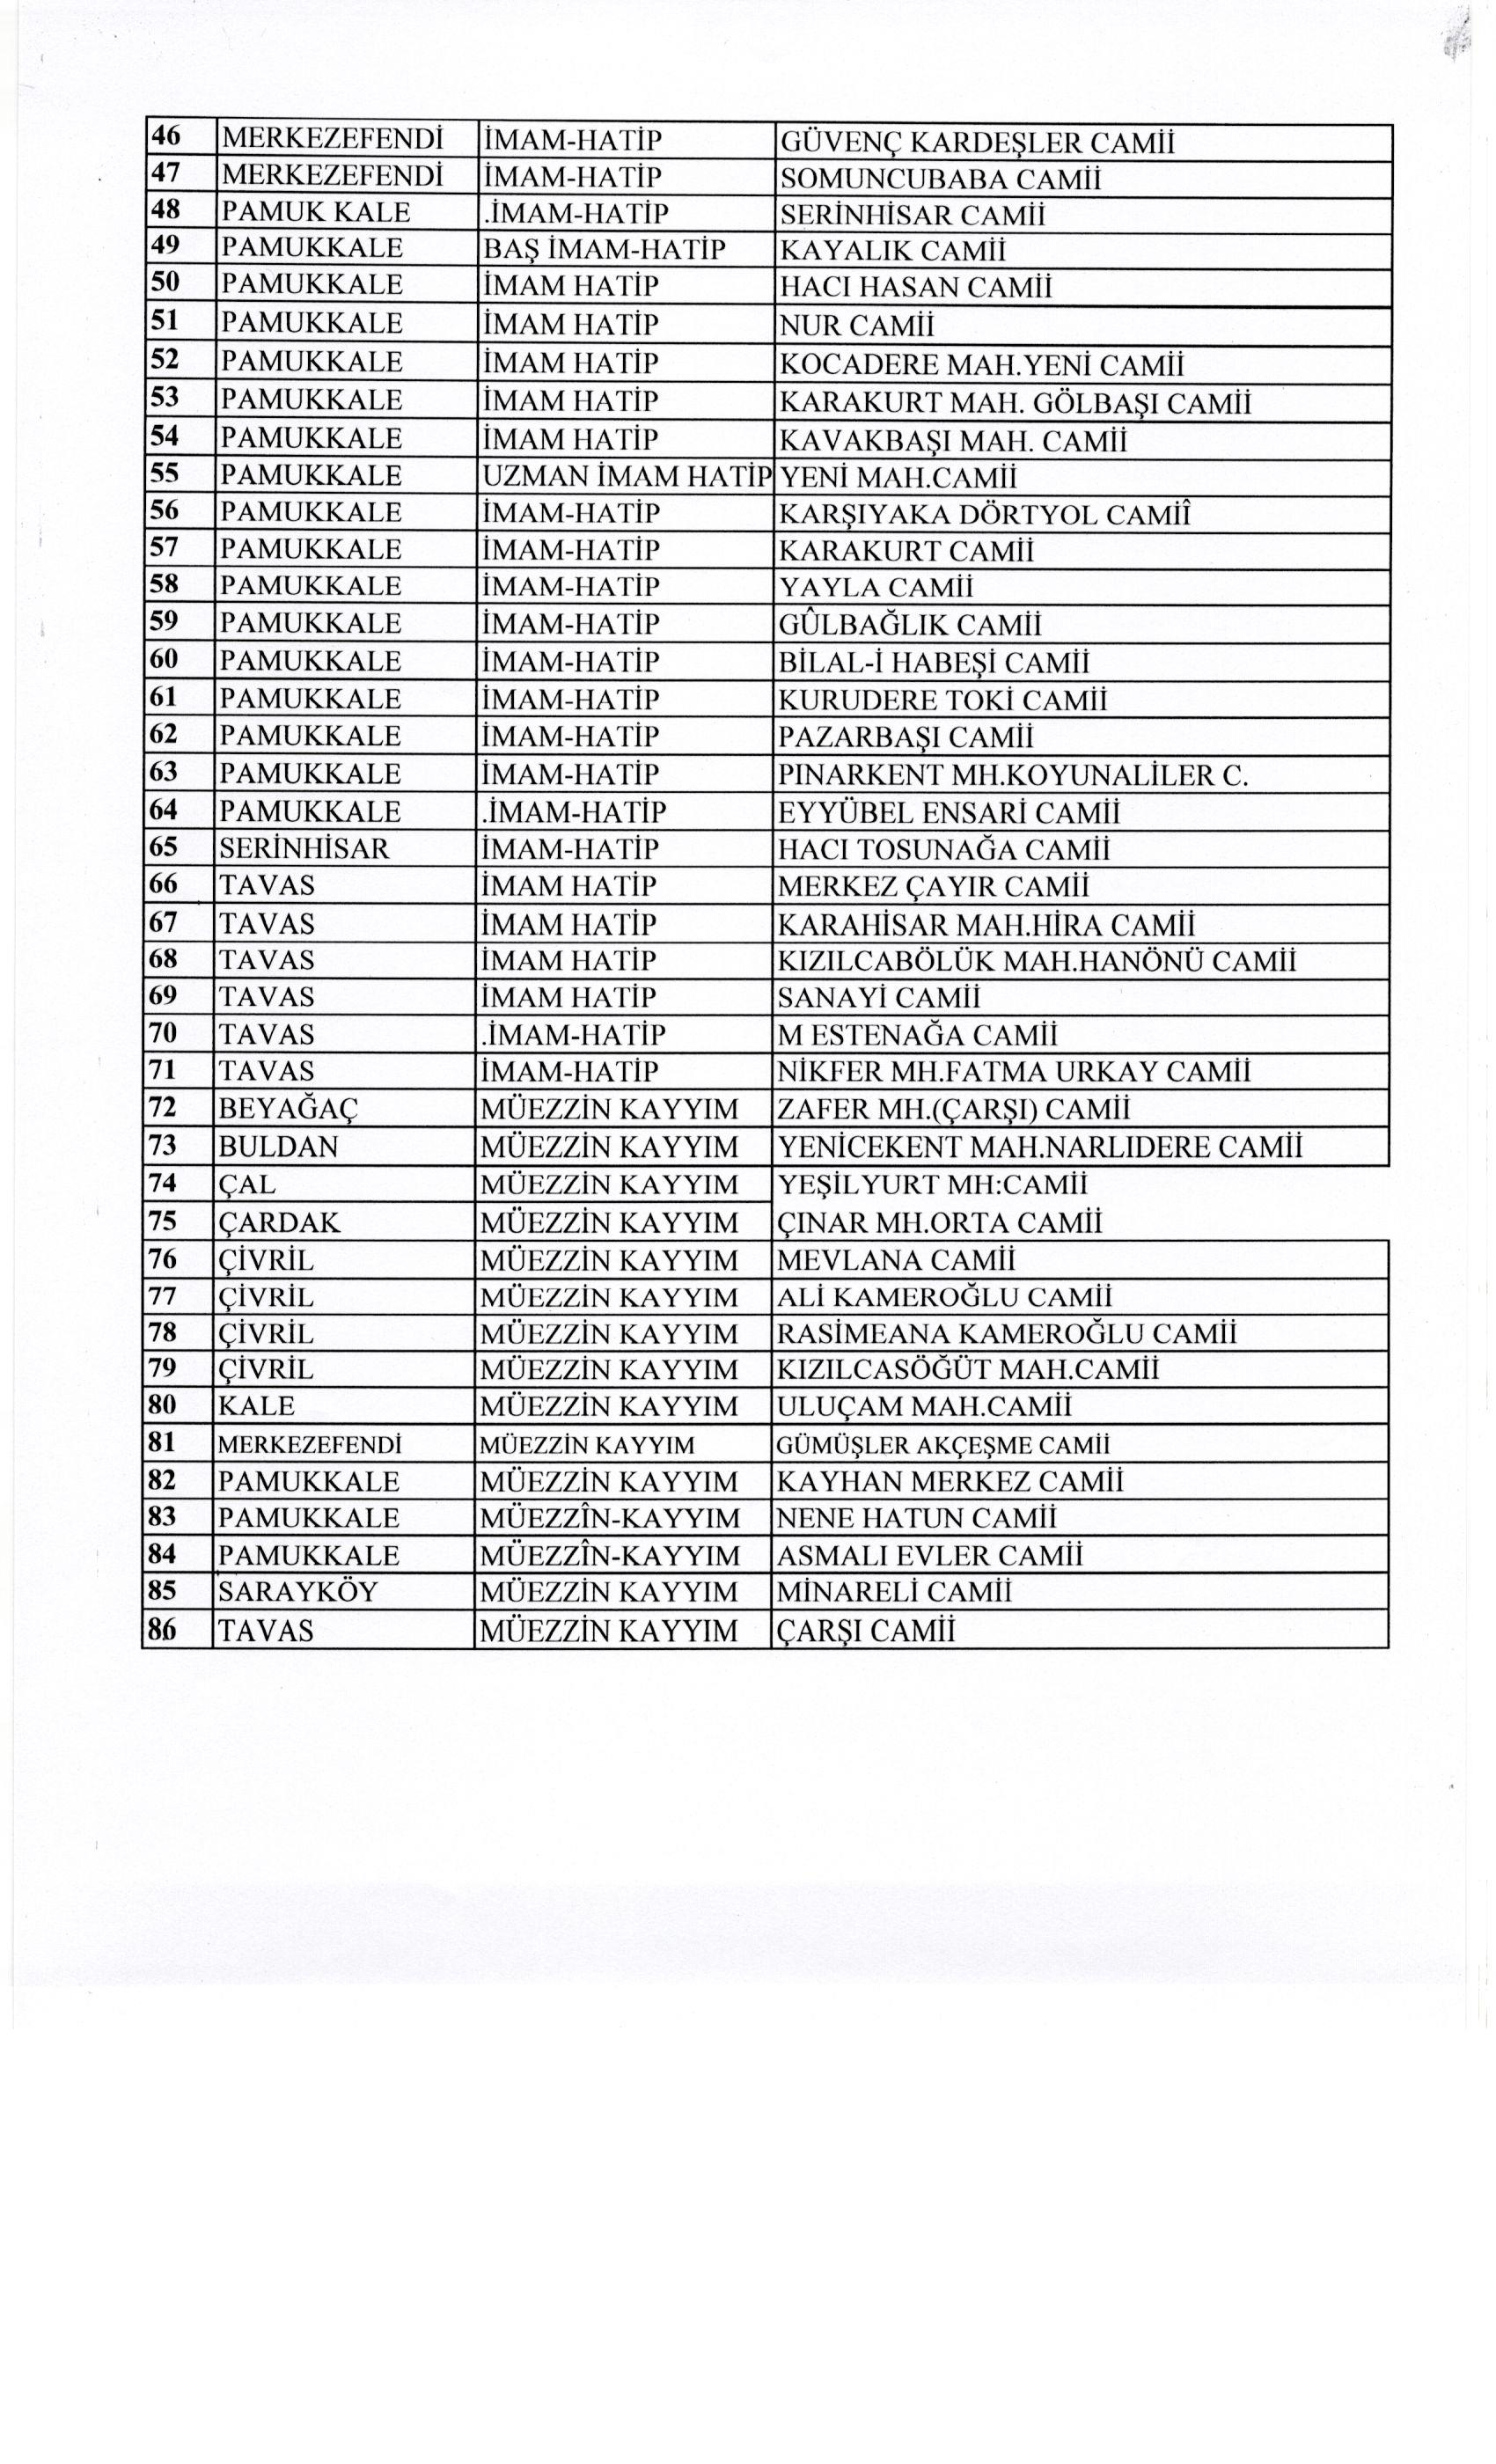 46 MERKEZEFENDİ İMAM-HATİP GÜVENÇ KARDEŞLER CAMİİ
47 MERKEZEFENDİ İMAM-HATİP SOMUNCUBABA CAMİİ
48 PAMUK KALE .İMAM-HATİP SERİNHİSAR CAMİİ
49 PAMUKKALE BAŞ İMAM-HATİP KAYALIK CAMİİ
50 PAMUKKALE İMAM HATİP HACI HASAN CAMİİ
51 PAMUKKALE İMAM HATİP NUR CAMİİ
52 PAMUKKALE İMAM HATİP KOCADERE MAH.YENİ CAMİİ
53 PAMUKKALE İMAM HATİP KARAKURT MAH. GÖLBAŞI CAMİİ
54 PAMUKKALE İMAM HATİP KAVAKBAŞI MAH. CAMİİ
55 PAMUKKALE UZMAN İMAM HATİP YENİ MAH.CAMİİ
56 PAMUKKALE İMAM-HATİP KARŞIYAKA DÖRTYOL CAMİÎ
57 PAMUKKALE İMAM-HATİP KARAKURT CAMİİ
58 PAMUKKALE İMAM-HATİP YAYLA CAMİİ
59 PAMUKKALE İMAM-HATİP GÛLBAĞLIK CAMİİ
60 PAMUKKALE İMAM-HATİP BİLAL-İ HABEŞİ CAMİİ
61 PAMUKKALE İMAM-HATİP KURUDERE TOKİ CAMİİ
62 PAMUKKALE İMAM-HATİP PAZARBAŞI CAMİİ
63 PAMUKKALE İMAM-HATİP PINARKENT MH.KOYUNALİLER C.
64 PAMUKKALE .İMAM-HATİP EYYÜBEL ENSARİ CAMİİ
65 SERİNHİSAR İMAM-HATİP HACI TOSUNAĞA CAMİİ
66 TAVAS İMAM HATİP MERKEZ ÇAYIR CAMİİ
67 TAVAS İMAM HATİP KARAHİSAR MAH.HİRA CAMİİ
68 TAVAS İMAM HATİP KIZILCABÖLÜK MAH.HANÖNÜ CAMİİ
69 TAVAS İMAM HATİP SANAYİ CAMİİ
70 TAVAS .İMAM-HATİP M ESTENAĞA CAMİİ
71 TAVAS İMAM-HATİP NİKFER MH.FATMA URKAY CAMİİ
72 BEYAĞAÇ MÜEZZİN KAYYIM ZAFER MH.(ÇARŞI) CAMİİ
73 BULDAN MÜEZZİN KAYYIM YENİCEKENT MAH.NARLIDERE CAMİİ
74 ÇAL MÜEZZİN KAYYIM YEŞİLYURT MH:CAMİİ
75 ÇARDAK MÜEZZİN KAYYIM ÇINAR MH.ORTA CAMİİ
76 ÇİVRİL MÜEZZİN KAYYIM MEVLANA CAMİİ
77 ÇİVRİL MÜEZZİN KAYYIM ALİ KAMEROĞLU CAMİİ
78 ÇİVRİL MÜEZZİN KAYYIM RASİMEANA KAMEROĞLU CAMİİ
79 ÇİVRİL MÜEZZİN KAYYIM KIZILCASÖĞÜT MAH.CAMİİ
80 KALE MÜEZZİN KAYYIM ULUÇAM MAH.CAMİİ
81 MERKEZEFENDİ MÜEZZİN KAYYIM GÜMÜŞLER AKÇEŞME CAMİİ
82 PAMUKKALE MÜEZZİN KAYYIM KAYHAN MERKEZ CAMİİ
83 PAMUKKALE MÜEZZÎN-KAYYIM NENE HATUN CAMİİ
84 PAMUKKALE MÜEZZÎN-KAYYIM ASMALI EVLER CAMİİ
85 SARAYKÖY MÜEZZİN KAYYIM MİNARELİ CAMİİ
86 TAVAS MÜEZZİN KAYYIM ÇARŞI CAMİİ